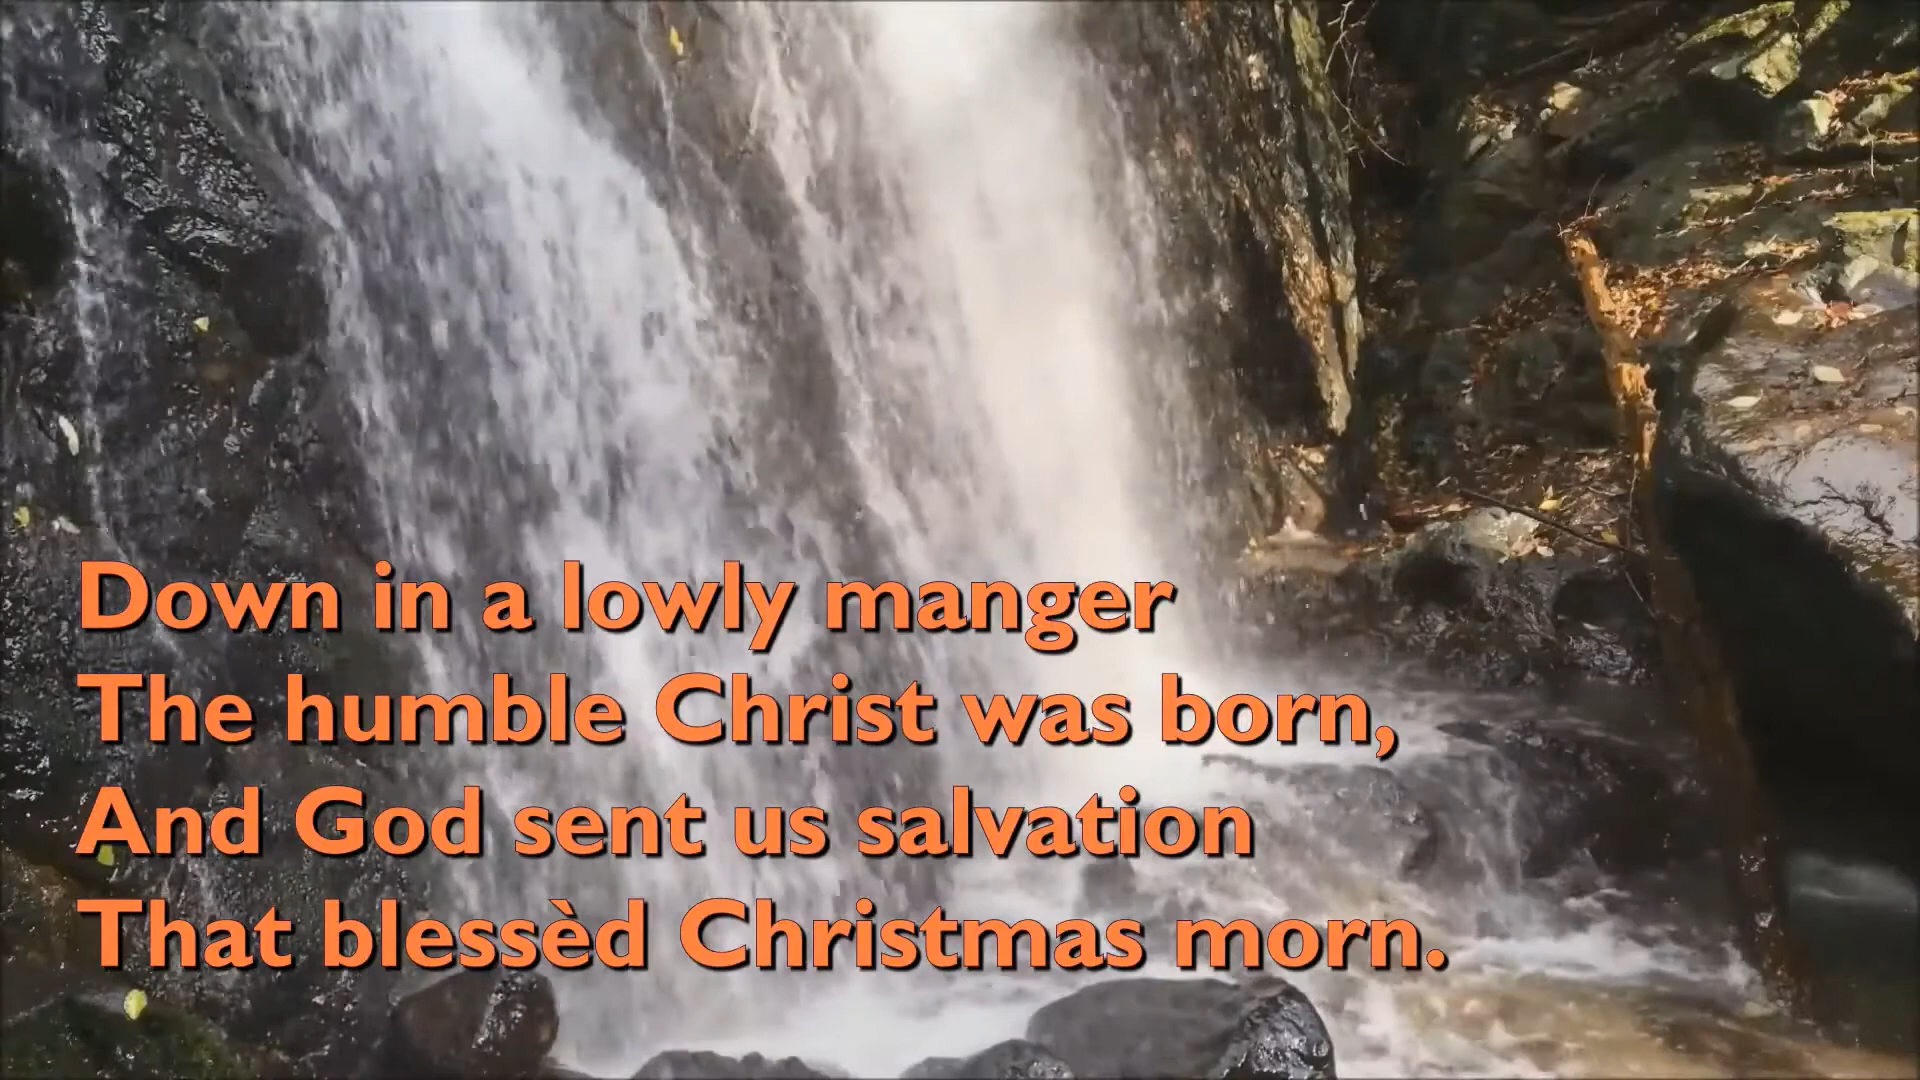 Down in a lowly manger
The humble Christ was born,
And God sent us salvation
That blessèd Christmas morn.